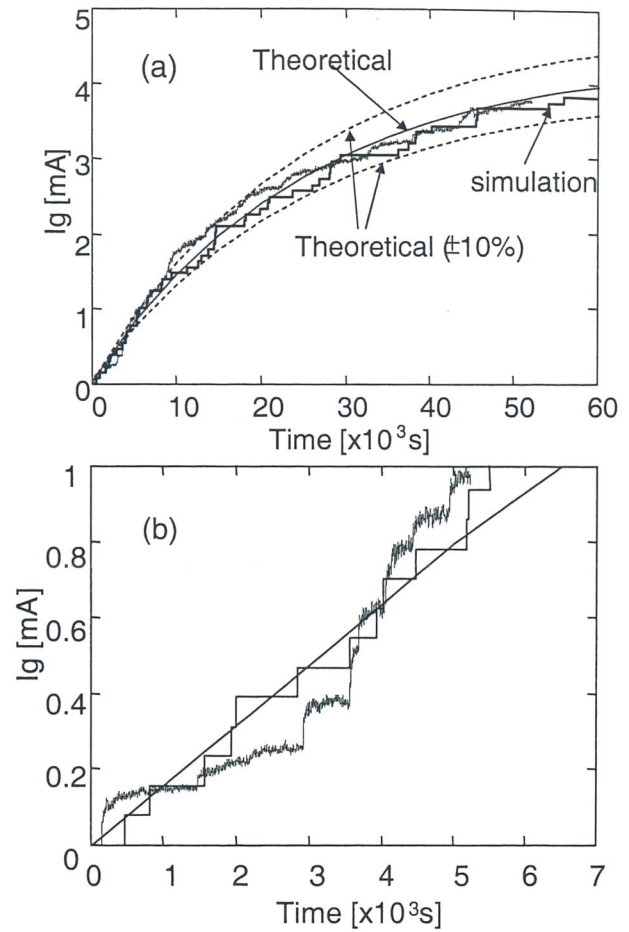 5
(a)
Theoretical
4
3
simulation
Ig [mA]
2
Theoretical (±10%)
1
0
0 10 20 30 40 50 60
Time [x10³s]
1
(b)
0.8
0.6
Ig [mA]
0.4
0.2
0
0 1 2 3 4 5 6 7
Time [x10³s]